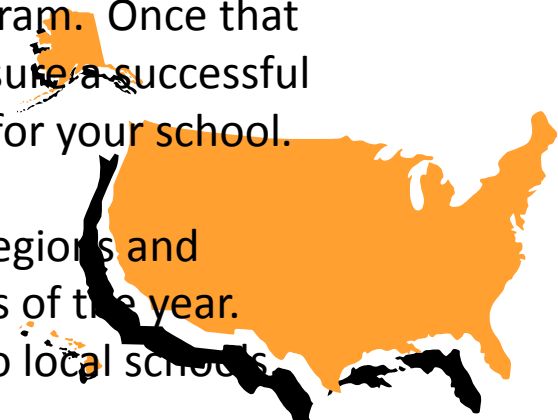 ram. Once that
sure a successful
for your school.
egions and
s of the year.
o local schools